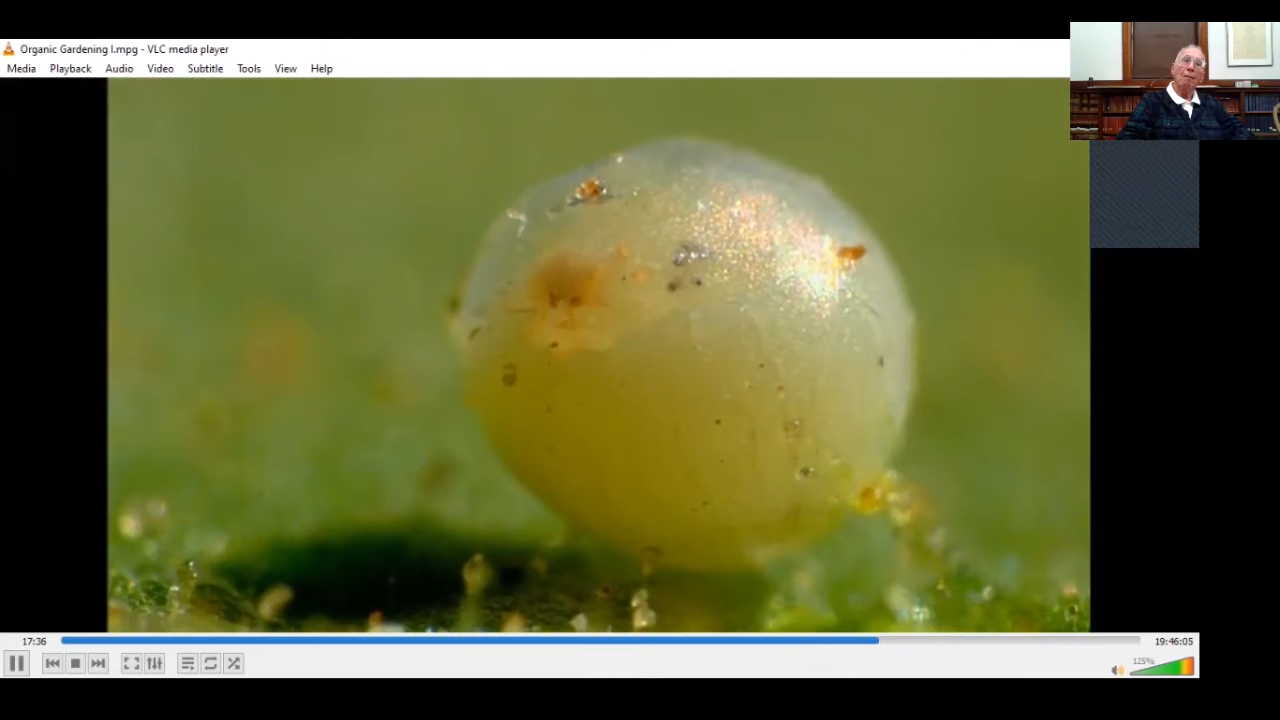 Organic Gardening I.mpg - VLC media player
Media Playback Audio Video Subtitle Tools View Help
17:36 19:46:05
125%